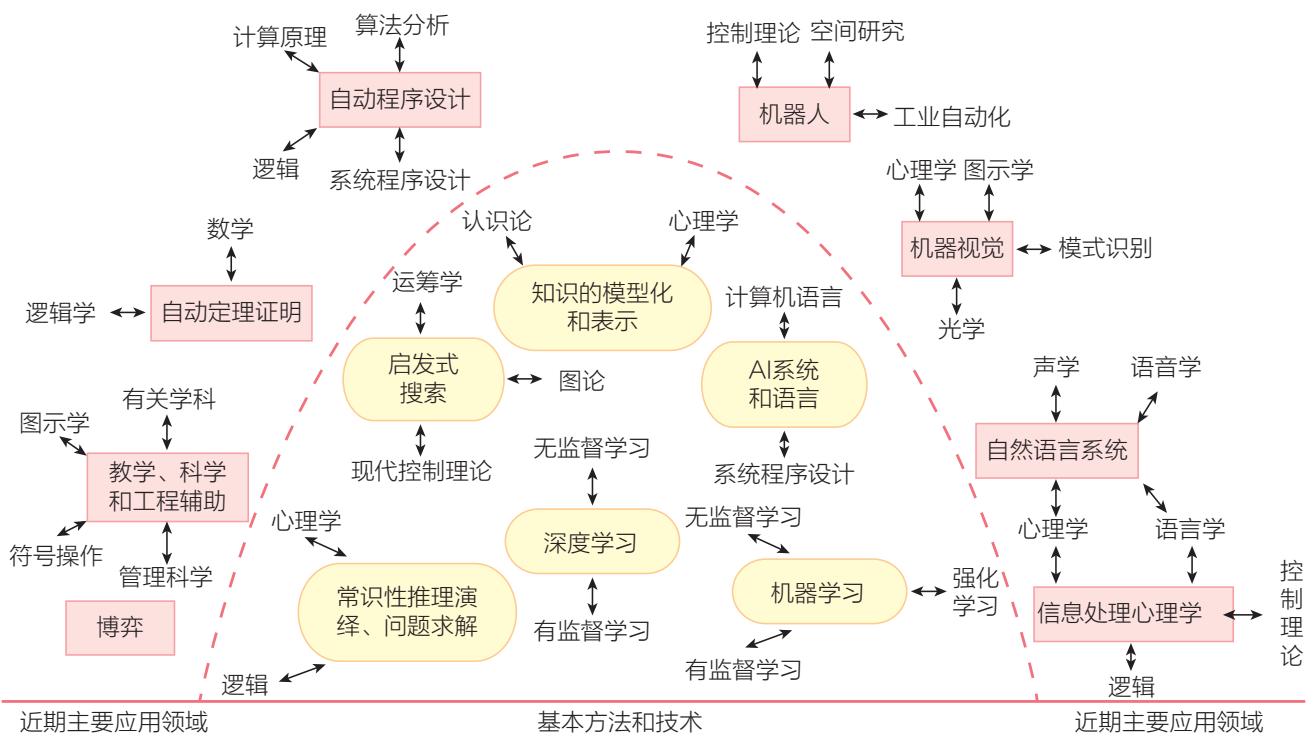 计算原理
算法分析
自动程序设计
逻辑
系统程序设计
控制理论
空间研究
机器人
工业自动化
心理学
图示学
机器视觉
模式识别
光学
数学
逻辑学
自动定理证明
认识论
心理学
知识的模型化
和表示
运筹学
启发式
搜索
图论
现代控制理论
计算机语言
AI系统
和语言
系统程序设计
声学
语音学
自然语言系统
心理学
语言学
信息处理心理学
控
制
理
论
逻辑
有关学科
图示学
教学、科学
和工程辅助
符号操作
管理科学
博弈
心理学
常识性推理演
绎、问题求解
逻辑
无监督学习
深度学习
有监督学习
无监督学习
机器学习
强化
学习
有监督学习
近期主要应用领域
基本方法和技术
近期主要应用领域